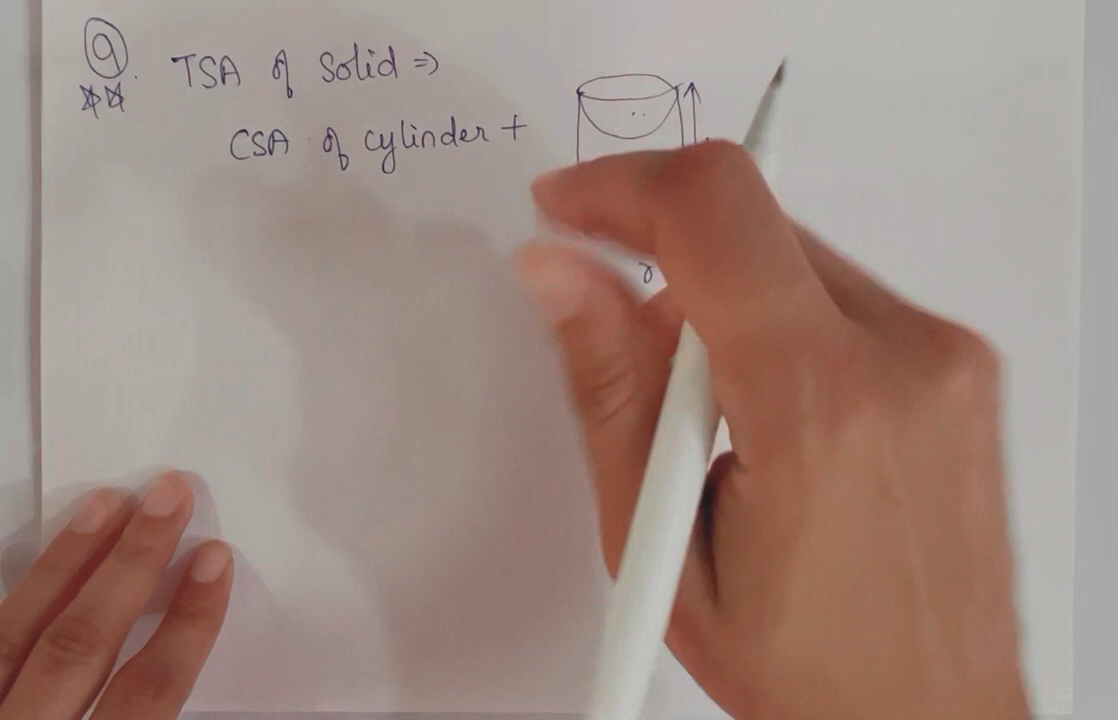 9.
TSA of Solid ⇒
CSA of cylinder +
r